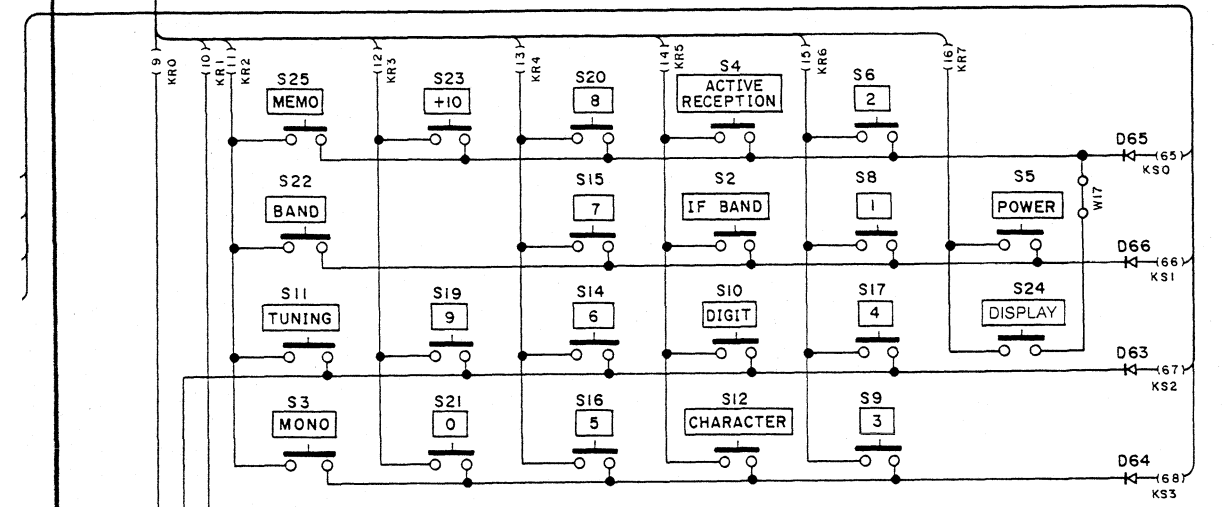 (9) KR0
(10) KR1
(11) KR2
(12) KR3
(13) KR4
(14) KR5
(15) KR6
(16) KR7
S25
MEMO
S23
+10
S20
8
S4
ACTIVE
RECEPTION
S6
2
D65
(65)
KS0
S22
BAND
S15
7
S2
IF BAND
S8
1
S5
POWER
W17
D66
(66)
KS1
S11
TUNING
S19
9
S14
6
S10
DIGIT
S17
4
S24
DISPLAY
D63
(67)
KS2
S3
MONO
S21
0
S16
5
S12
CHARACTER
S9
3
D64
(68)
KS3